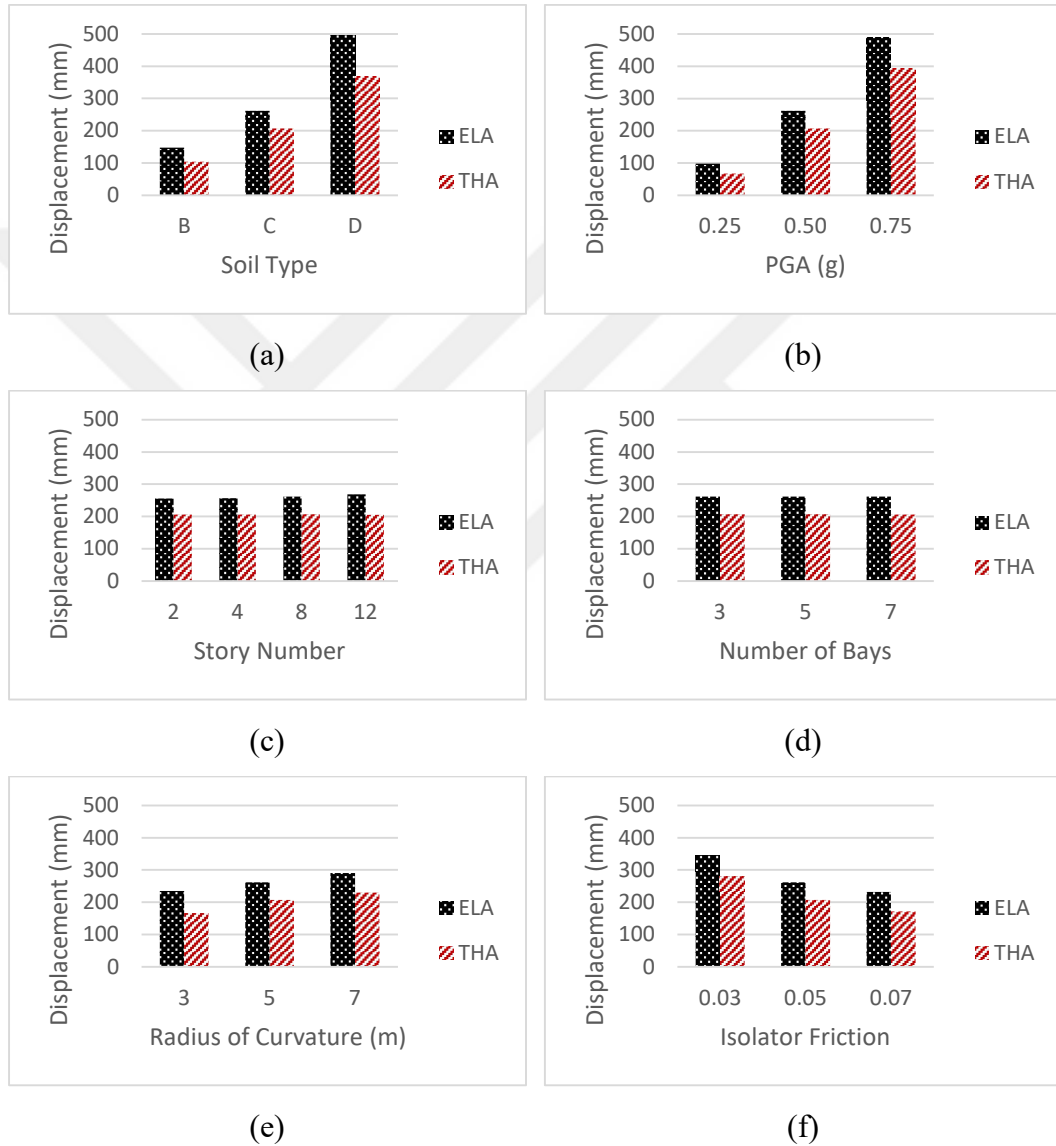 Displacement (mm)
500
400
300
200
100
0
B C D
Soil Type
ELA
THA
(a)
Displacement (mm)
500
400
300
200
100
0
0.25 0.50 0.75
PGA (g)
ELA
THA
(b)
Displacement (mm)
500
400
300
200
100
0
2 4 8 12
Story Number
ELA
THA
(c)
Displacement (mm)
500
400
300
200
100
0
3 5 7
Number of Bays
ELA
THA
(d)
Displacement (mm)
500
400
300
200
100
0
3 5 7
Radius of Curvature (m)
ELA
THA
(e)
Displacement (mm)
500
400
300
200
100
0
0.03 0.05 0.07
Isolator Friction
ELA
THA
(f)